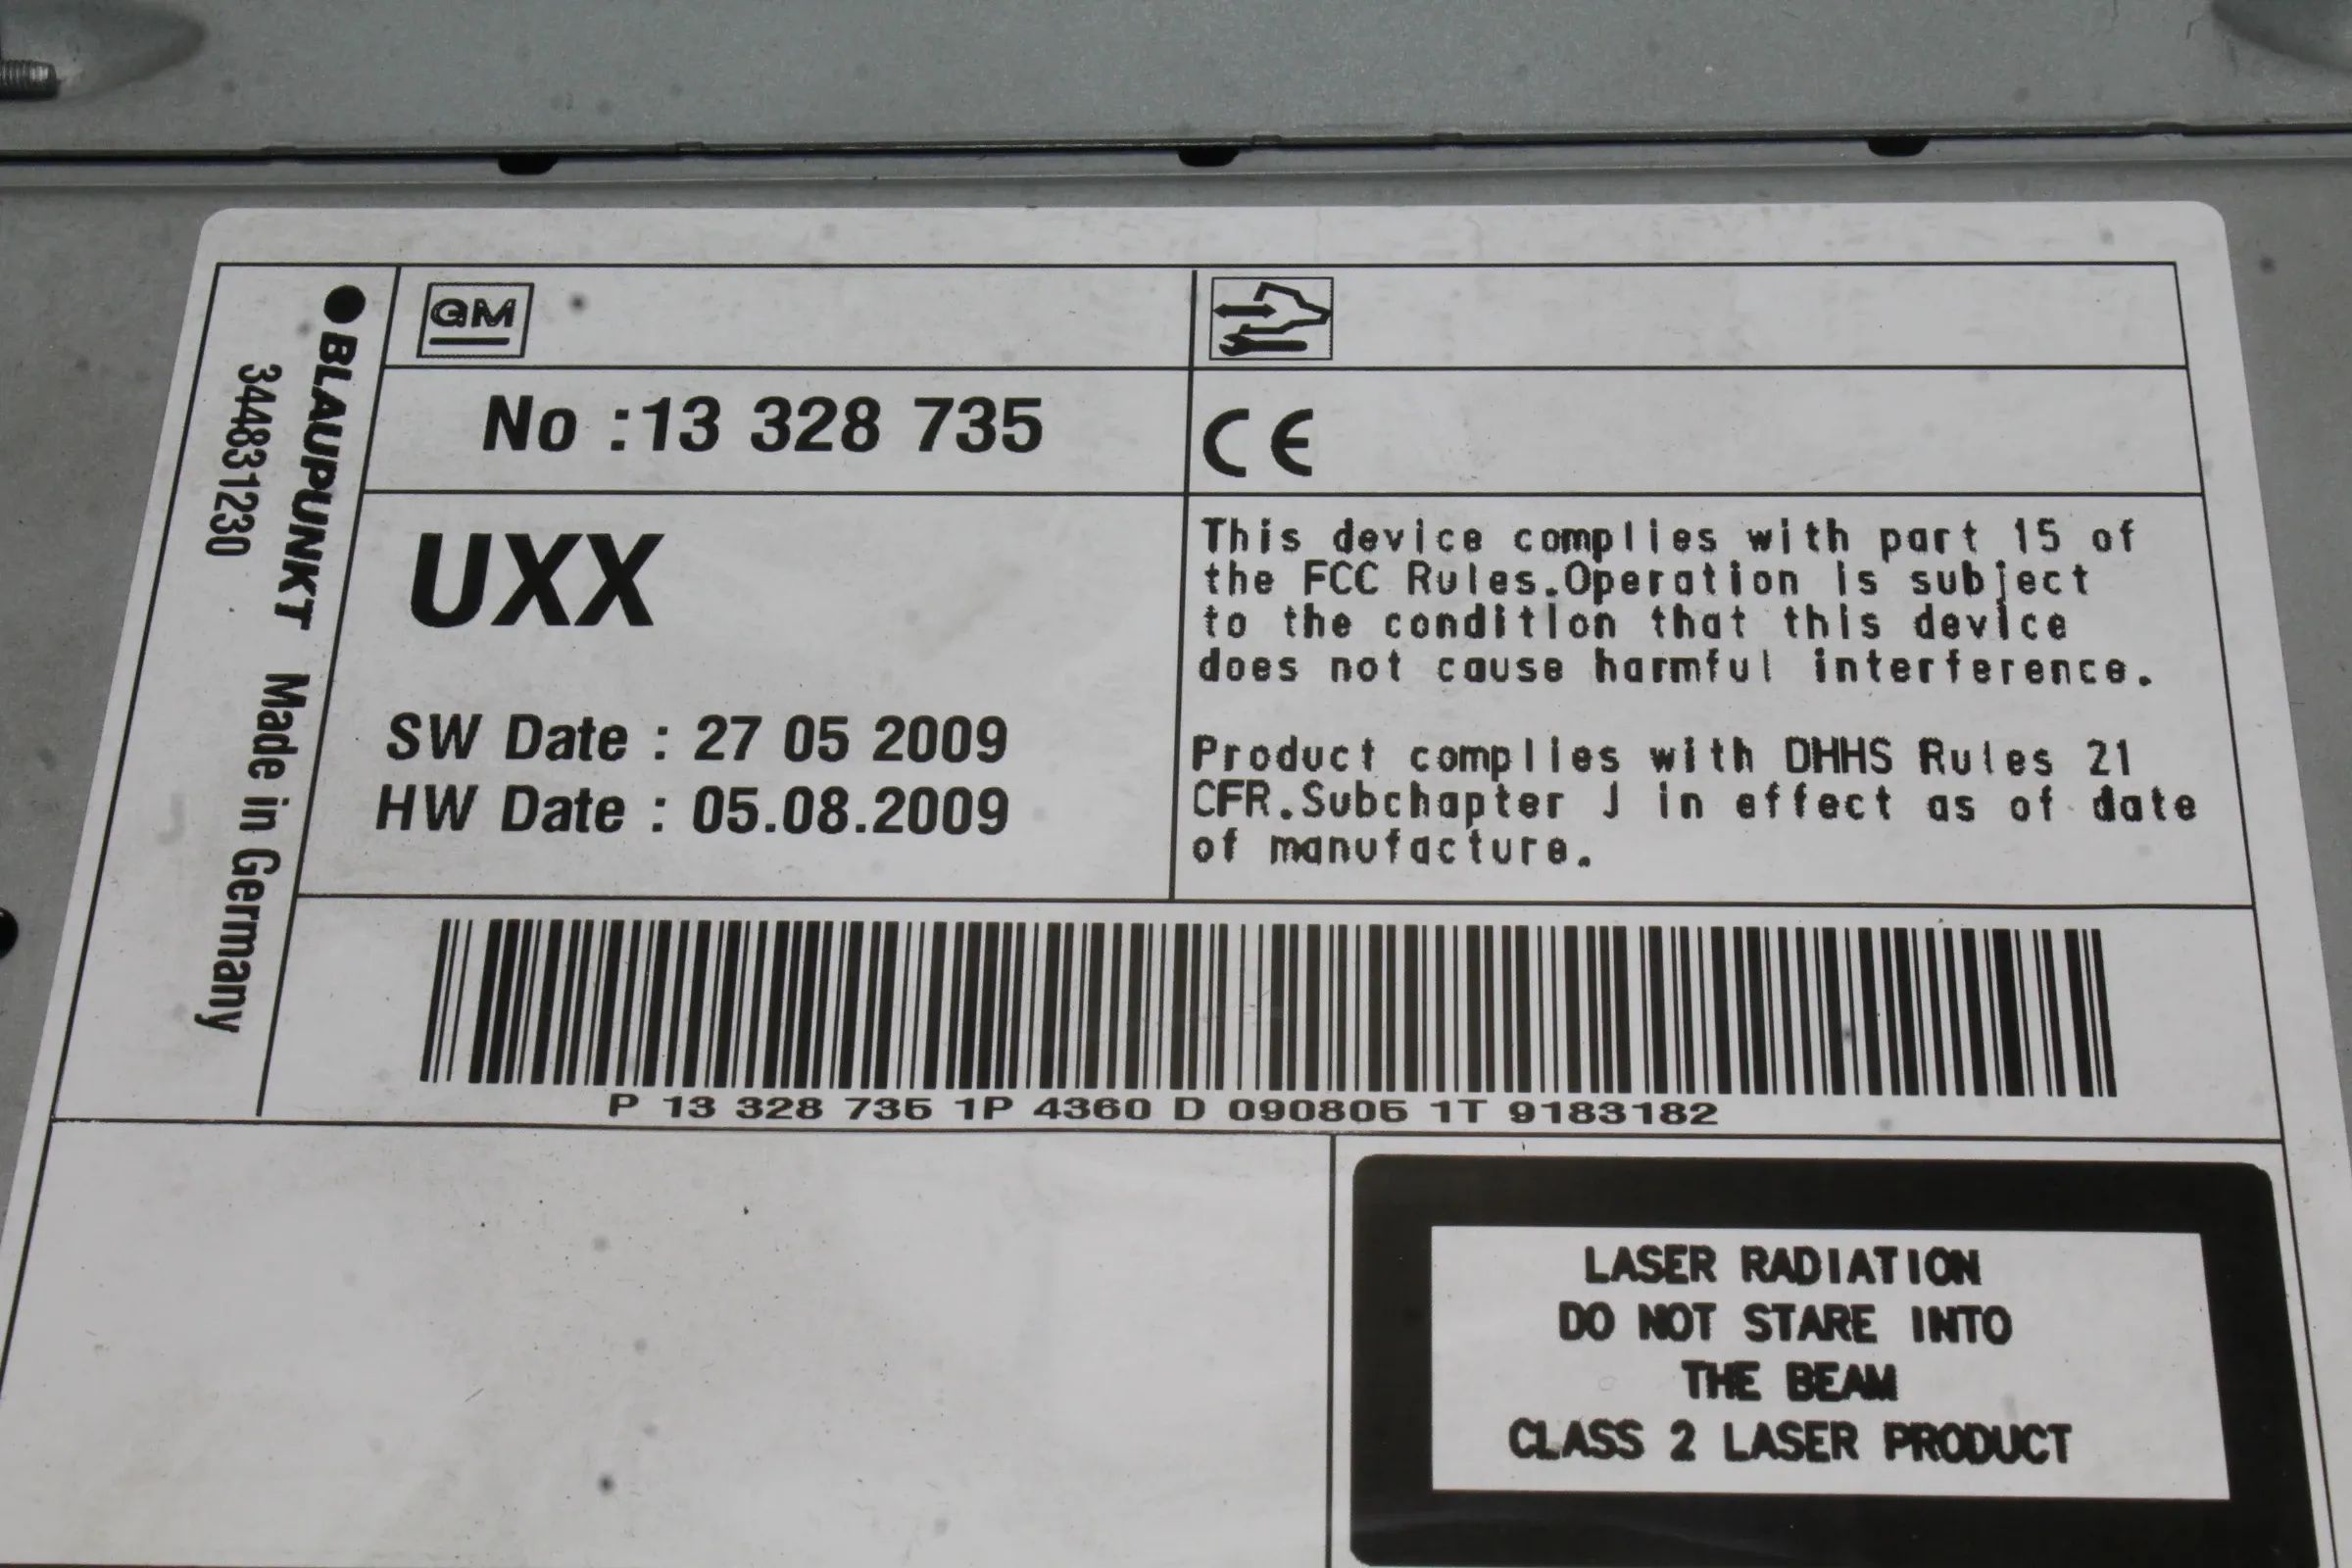 BLAUPUNKT Made in Germany
344831230
GM
No :13 328 735
CE
UXX
SW Date : 27 05 2009
HW Date : 05.08.2009
This device complies with part 15 of
the FCC Rules.Operation is subject
to the condition that this device
does not cause harmful interference.
Product complies with DHHS Rules 21
CFR.Subchapter J in effect as of date
of manufacture.
P 13 328 735 1P 4360 D 090805 1T 9183182
LASER RADIATION
DO NOT STARE INTO
THE BEAM
CLASS 2 LASER PRODUCT